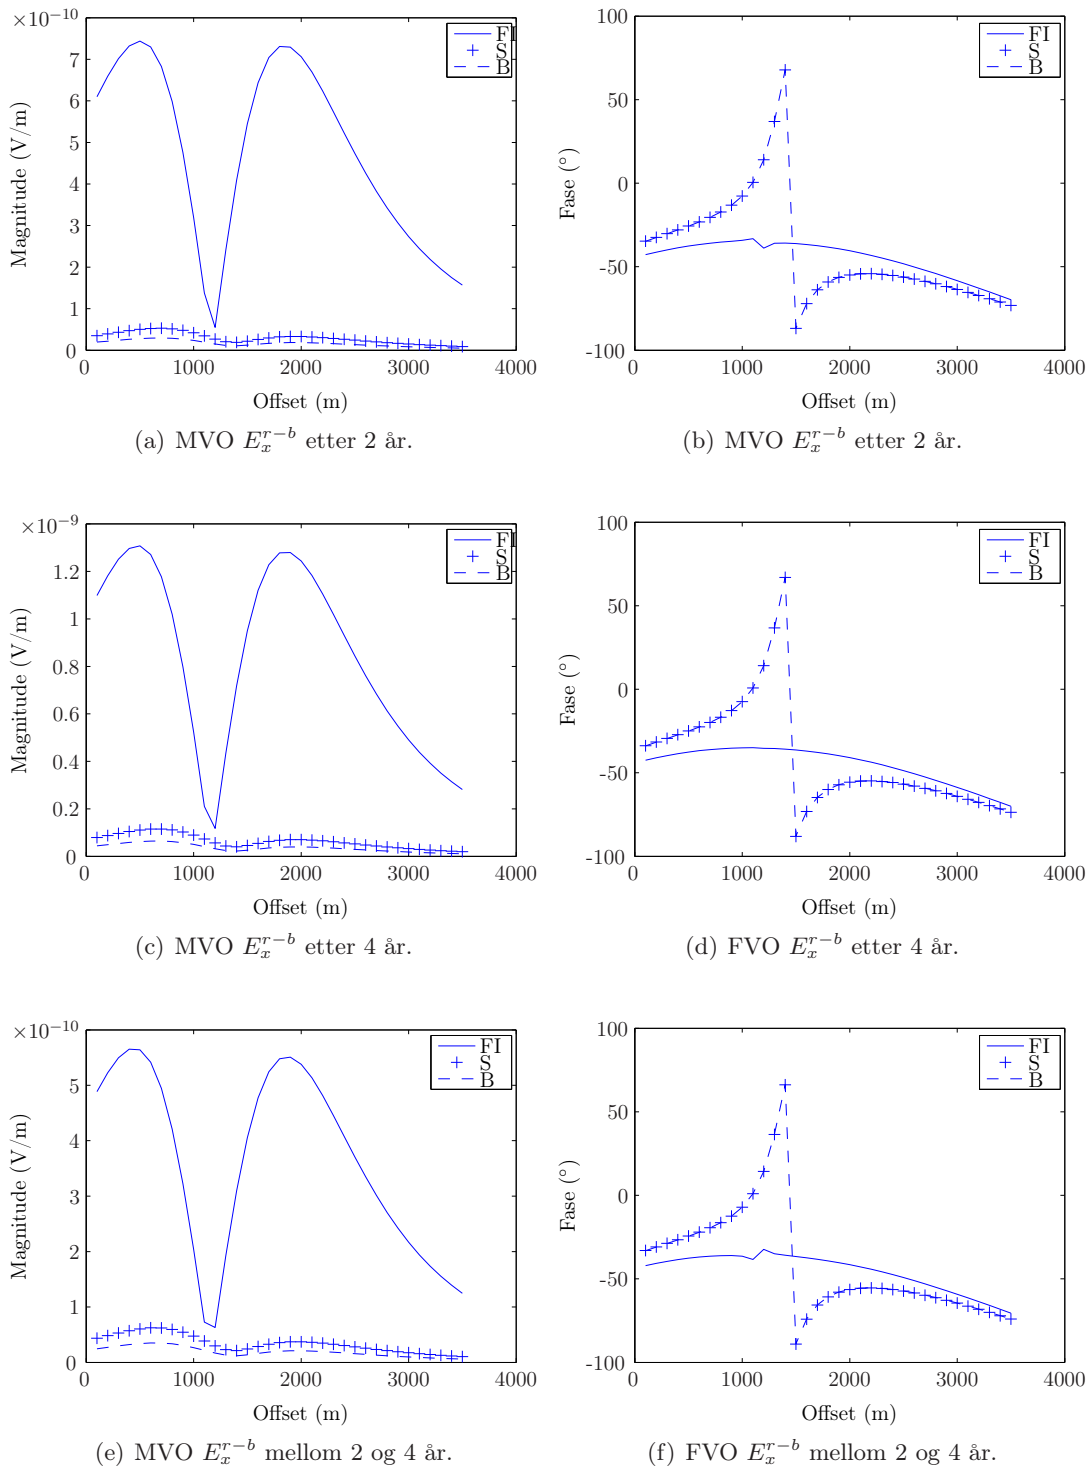 ×10⁻¹⁰
7
6
5
4
3
2
1
0
0 1000 2000 3000 4000
Magnitude (V/m)
Offset (m)
FI
S
B
(a) MVO $E_x^{r-b}$ etter 2 år.
100
50
0
-50
-100
0 1000 2000 3000 4000
Fase (°)
Offset (m)
FI
S
B
(b) MVO $E_x^{r-b}$ etter 2 år.
×10⁻⁹
1.2
1
0.8
0.6
0.4
0.2
0
0 1000 2000 3000 4000
Magnitude (V/m)
Offset (m)
FI
S
B
(c) MVO $E_x^{r-b}$ etter 4 år.
100
50
0
-50
-100
0 1000 2000 3000 4000
Fase (°)
Offset (m)
FI
S
B
(d) FVO $E_x^{r-b}$ etter 4 år.
×10⁻¹⁰
5
4
3
2
1
0
0 1000 2000 3000 4000
Magnitude (V/m)
Offset (m)
FI
S
B
(e) MVO $E_x^{r-b}$ mellom 2 og 4 år.
100
50
0
-50
-100
0 1000 2000 3000 4000
Fase (°)
Offset (m)
FI
S
B
(f) FVO $E_x^{r-b}$ mellom 2 og 4 år.